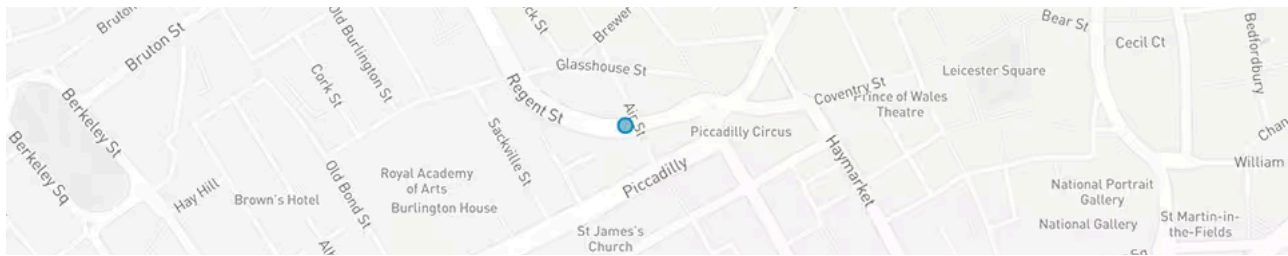 Bruton St
Old Burlington St
Brewer
Glasshouse St
Bear St
Cecil Ct
Bedfordbury
Leicester Square
Coventry St
Prince of Wales
Theatre
Cork St
Regent St
Air St
Piccadilly Circus
Berkeley St
Berkeley Sq
Hay Hill
Brown's Hotel
Old Bond St
Sackville St
Royal Academy
of Arts
Burlington House
Piccadilly
St James's
Church
Haymarket
National Portrait
Gallery
National Gallery
St Martin-in-
the-Fields
William